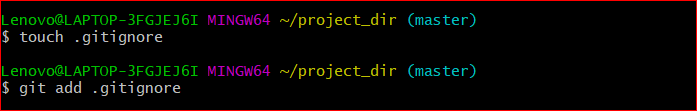 Lenovo@LAPTOP-3FGJEJ6I MINGW64 ~/project_dir (master)
$ touch .gitignore
Lenovo@LAPTOP-3FGJEJ6I MINGW64 ~/project_dir (master)
$ git add .gitignore